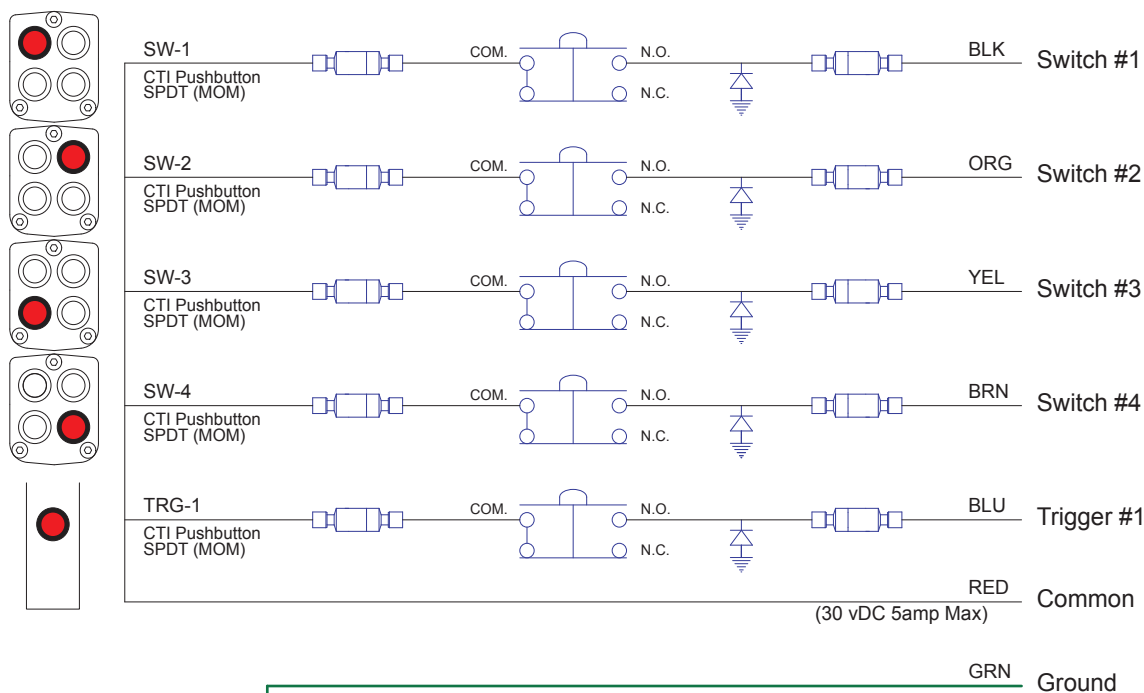 SW-1 COM. N.O. BLK Switch #1
CTI Pushbutton N.C.
SPDT (MOM)
SW-2 COM. N.O. ORG Switch #2
CTI Pushbutton N.C.
SPDT (MOM)
SW-3 COM. N.O. YEL Switch #3
CTI Pushbutton N.C.
SPDT (MOM)
SW-4 COM. N.O. BRN Switch #4
CTI Pushbutton N.C.
SPDT (MOM)
TRG-1 COM. N.O. BLU Trigger #1
CTI Pushbutton N.C.
SPDT (MOM)
RED Common
(30 vDC 5amp Max)
GRN Ground